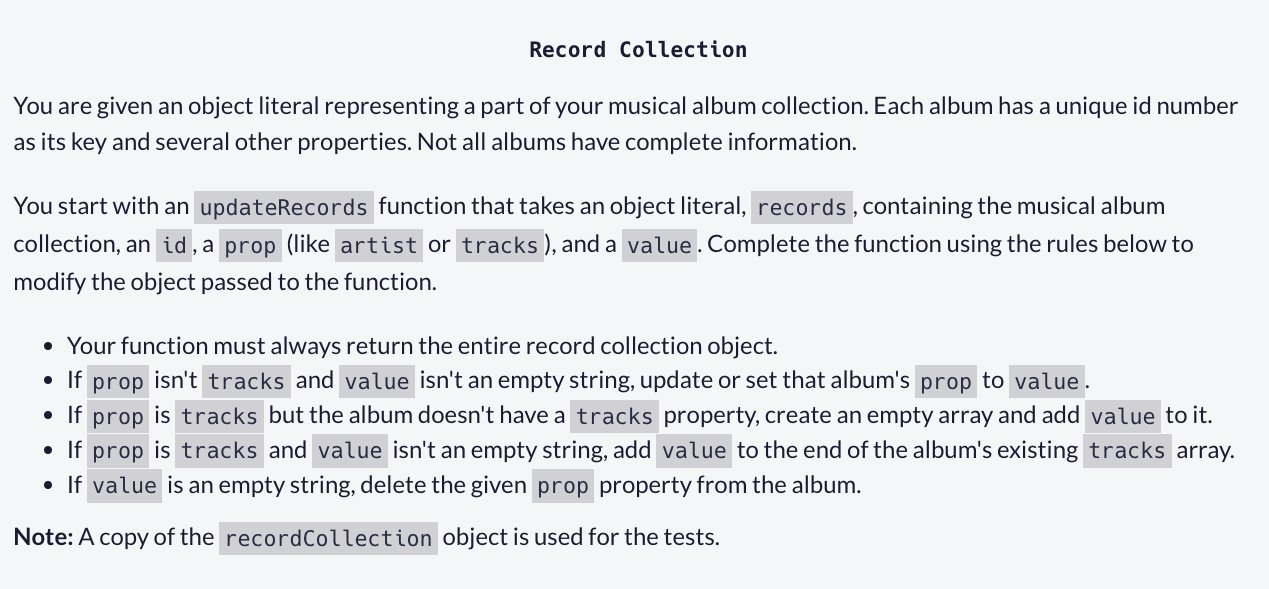 Record Collection
You are given an object literal representing a part of your musical album collection. Each album has a unique id number
as its key and several other properties. Not all albums have complete information.
You start with an updateRecords function that takes an object literal, records, containing the musical album
collection, an id, a prop (like artist or tracks), and a value. Complete the function using the rules below to
modify the object passed to the function.
• Your function must always return the entire record collection object.
• If prop isn't tracks and value isn't an empty string, update or set that album's prop to value.
• If prop is tracks but the album doesn't have a tracks property, create an empty array and add value to it.
• If prop is tracks and value isn't an empty string, add value to the end of the album's existing tracks array.
• If value is an empty string, delete the given prop property from the album.
Note: A copy of the recordCollection object is used for the tests.